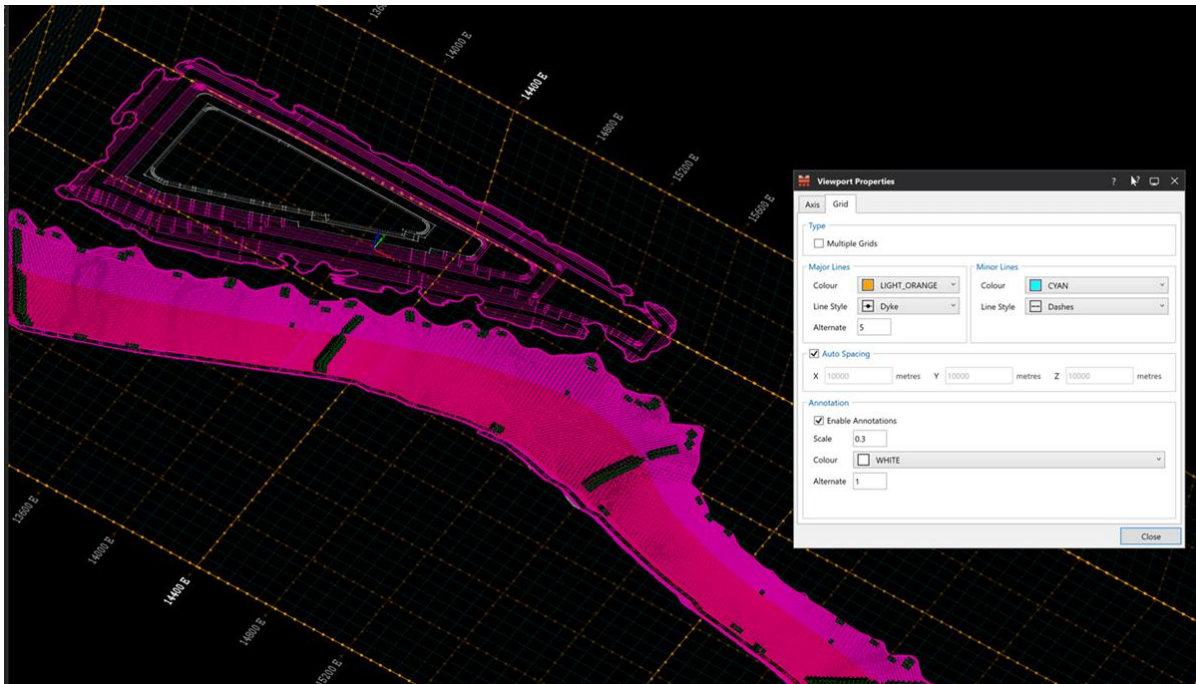 13600 E
14000 E
14400 E
14800 E
15200 E
15600 E
13600 E
14000 E
14400 E
14800 E
15200 E
Viewport Properties
?
Axis Grid
Type
Multiple Grids
Major Lines Minor Lines
Colour LIGHT_ORANGE Colour CYAN
Line Style Dyke Line Style Dashes
Alternate 5
Auto Spacing
X 10000 metres Y 10000 metres Z 10000 metres
Annotation
Enable Annotations
Scale 0.3
Colour WHITE
Alternate 1
Close